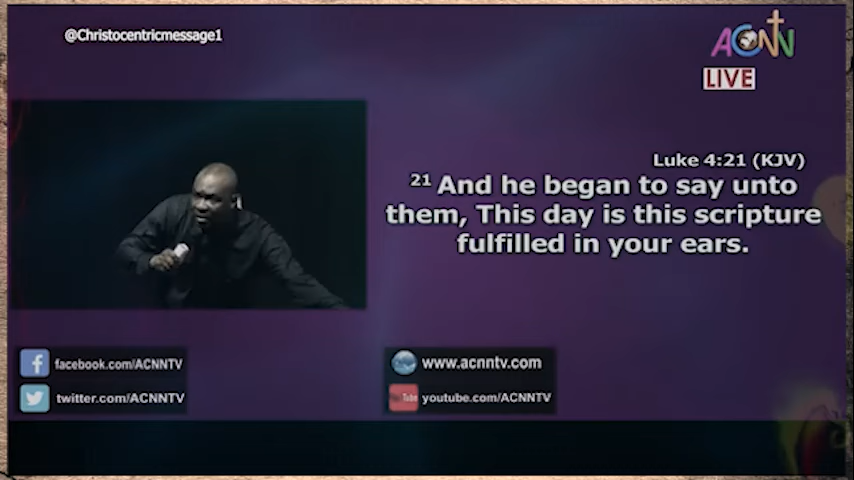 @Christocentricmessage1
ACNN
LIVE
Luke 4:21 (KJV)
21 And he began to say unto
them, This day is this scripture
fulfilled in your ears.
facebook.com/ACNNTV
www.acnntv.com
twitter.com/ACNNTV
YouTube youtube.com/ACNNTV